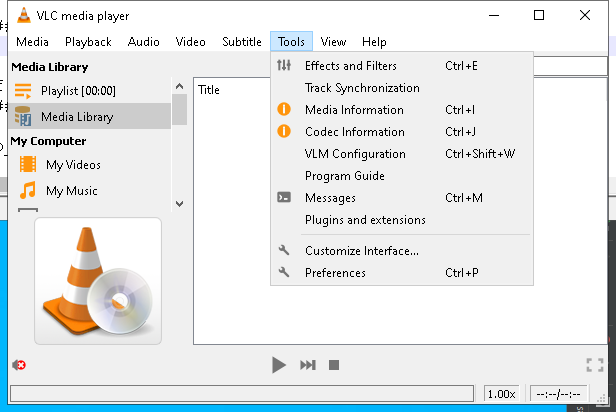 VLC media player
Media Playback Audio Video Subtitle Tools View Help
Media Library
Playlist [00:00]
Media Library
My Computer
My Videos
My Music
Title
Effects and Filters Ctrl+E
Track Synchronization
Media Information Ctrl+I
Codec Information Ctrl+J
VLM Configuration Ctrl+Shift+W
Program Guide
Messages Ctrl+M
Plugins and extensions
Customize Interface...
Preferences Ctrl+P
1.00x --:--/--:--